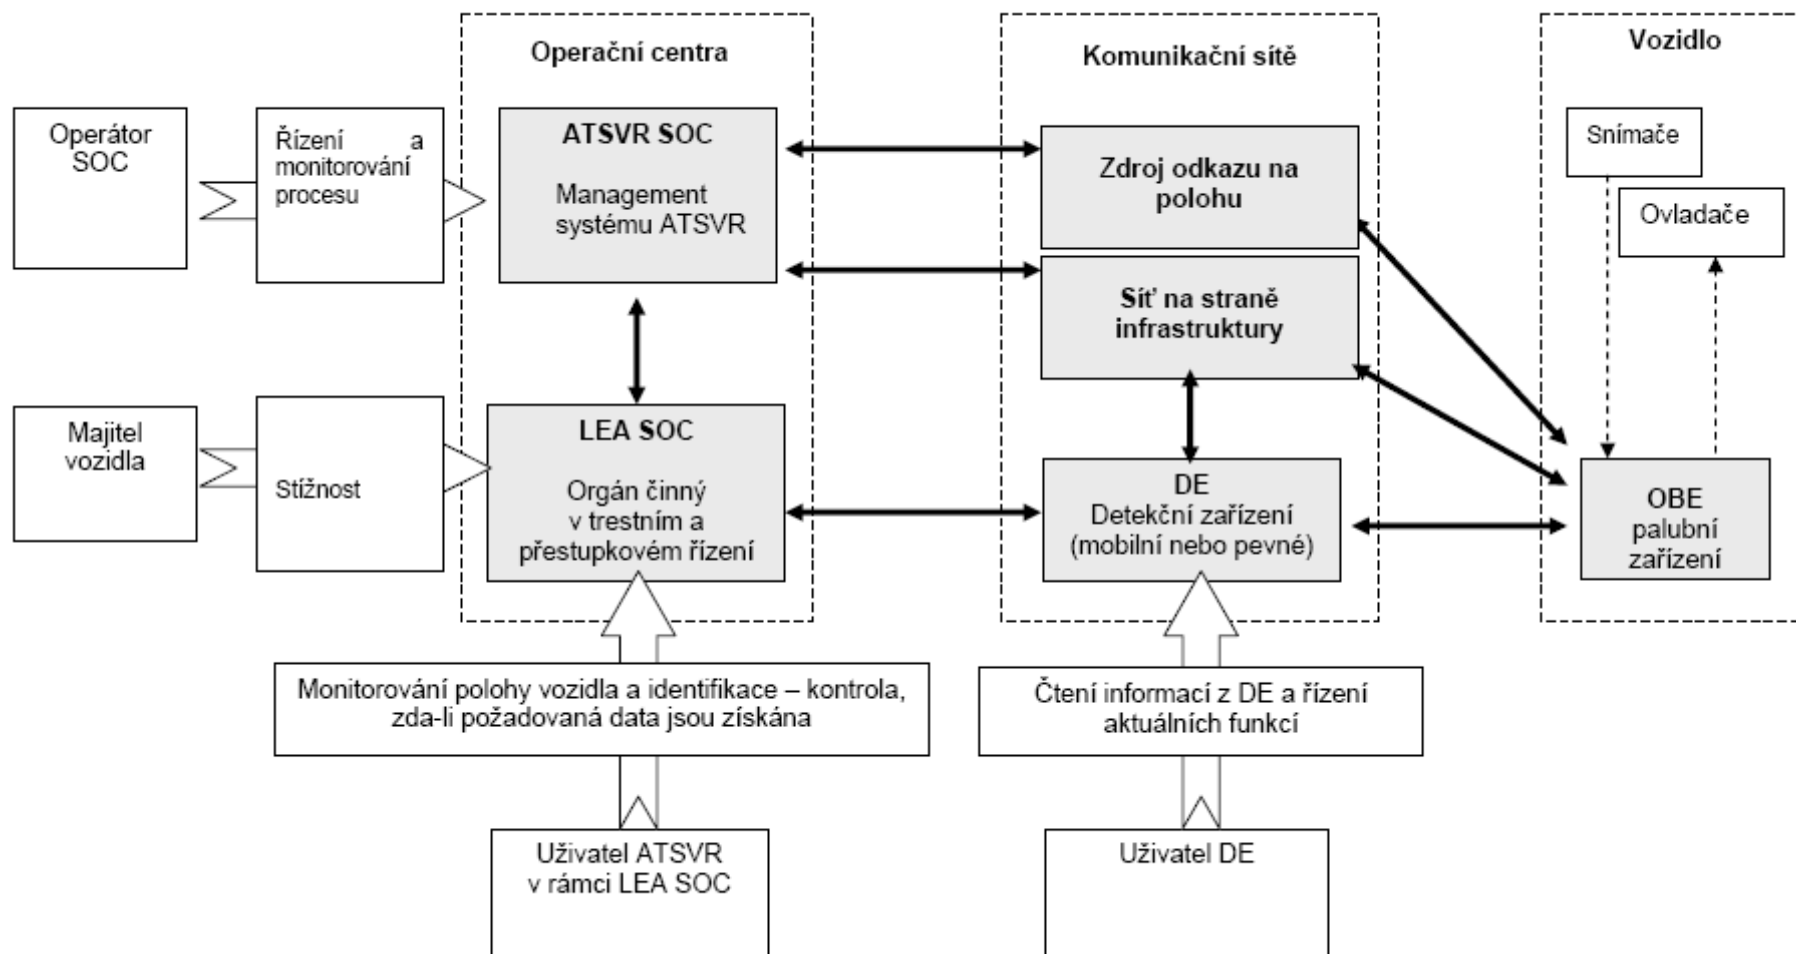 Operační centra
Komunikační sítě
Vozidlo
Operátor
SOC
Řízení a
monitorování
procesu
ATSVR SOC
Management
systému ATSVR
Zdroj odkazu na
polohu
Snímače
Ovladače
Síť na straně
infrastruktury
Majitel
vozidla
Stížnost
LEA SOC
Orgán činný
v trestním a
přestupkovém řízení
DE
Detekční zařízení
(mobilní nebo pevné)
OBE
palubní
zařízení
Monitorování polohy vozidla a identifikace – kontrola,
zda-li požadovaná data jsou získána
Čtení informací z DE a řízení
aktuálních funkcí
Uživatel ATSVR
v rámci LEA SOC
Uživatel DE